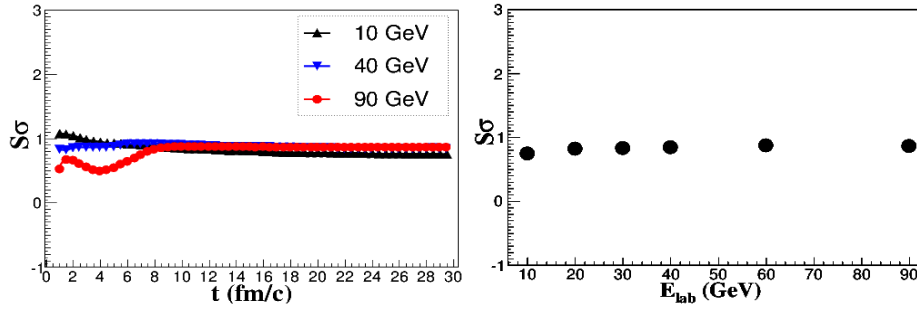 3
2
1
0
-1
Sσ
10 GeV
40 GeV
90 GeV
0 2 4 6 8 10 12 14 16 18 20 22 24 26 28 30
t (fm/c)
3
2
1
0
-1
Sσ
10 20 30 40 50 60 70 80 90
E_lab (GeV)